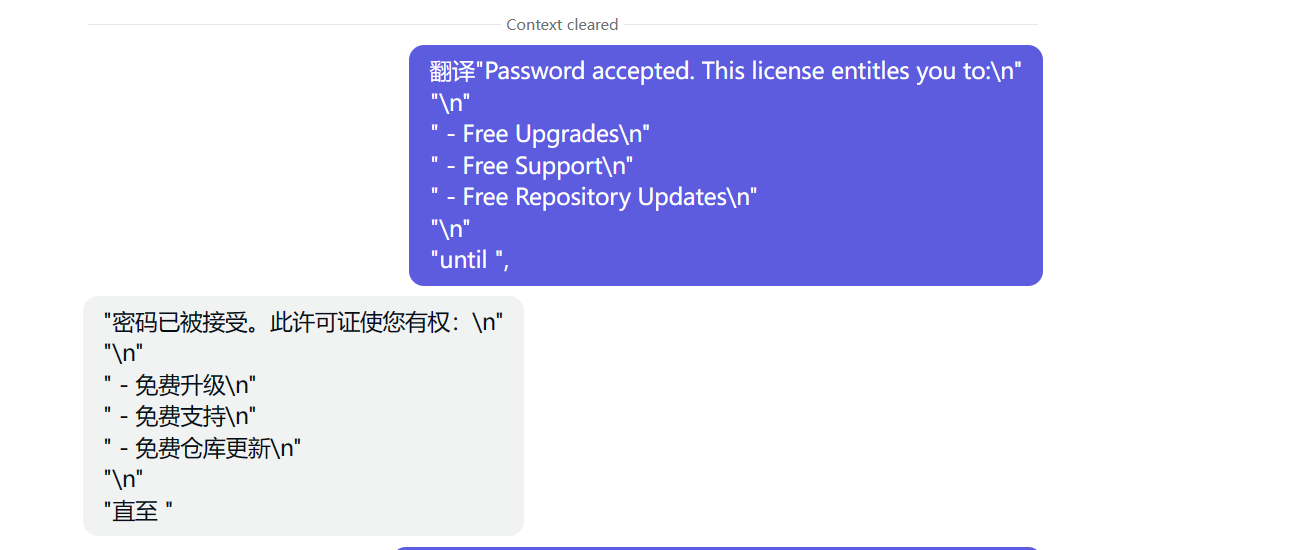 Context cleared
翻译"Password accepted. This license entitles you to:\n"
"\n"
" - Free Upgrades\n"
" - Free Support\n"
" - Free Repository Updates\n"
"\n"
"until ",
"密码已被接受。此许可证使您有权：\n"
"\n"
" - 免费升级\n"
" - 免费支持\n"
" - 免费仓库更新\n"
"\n"
"直至 "